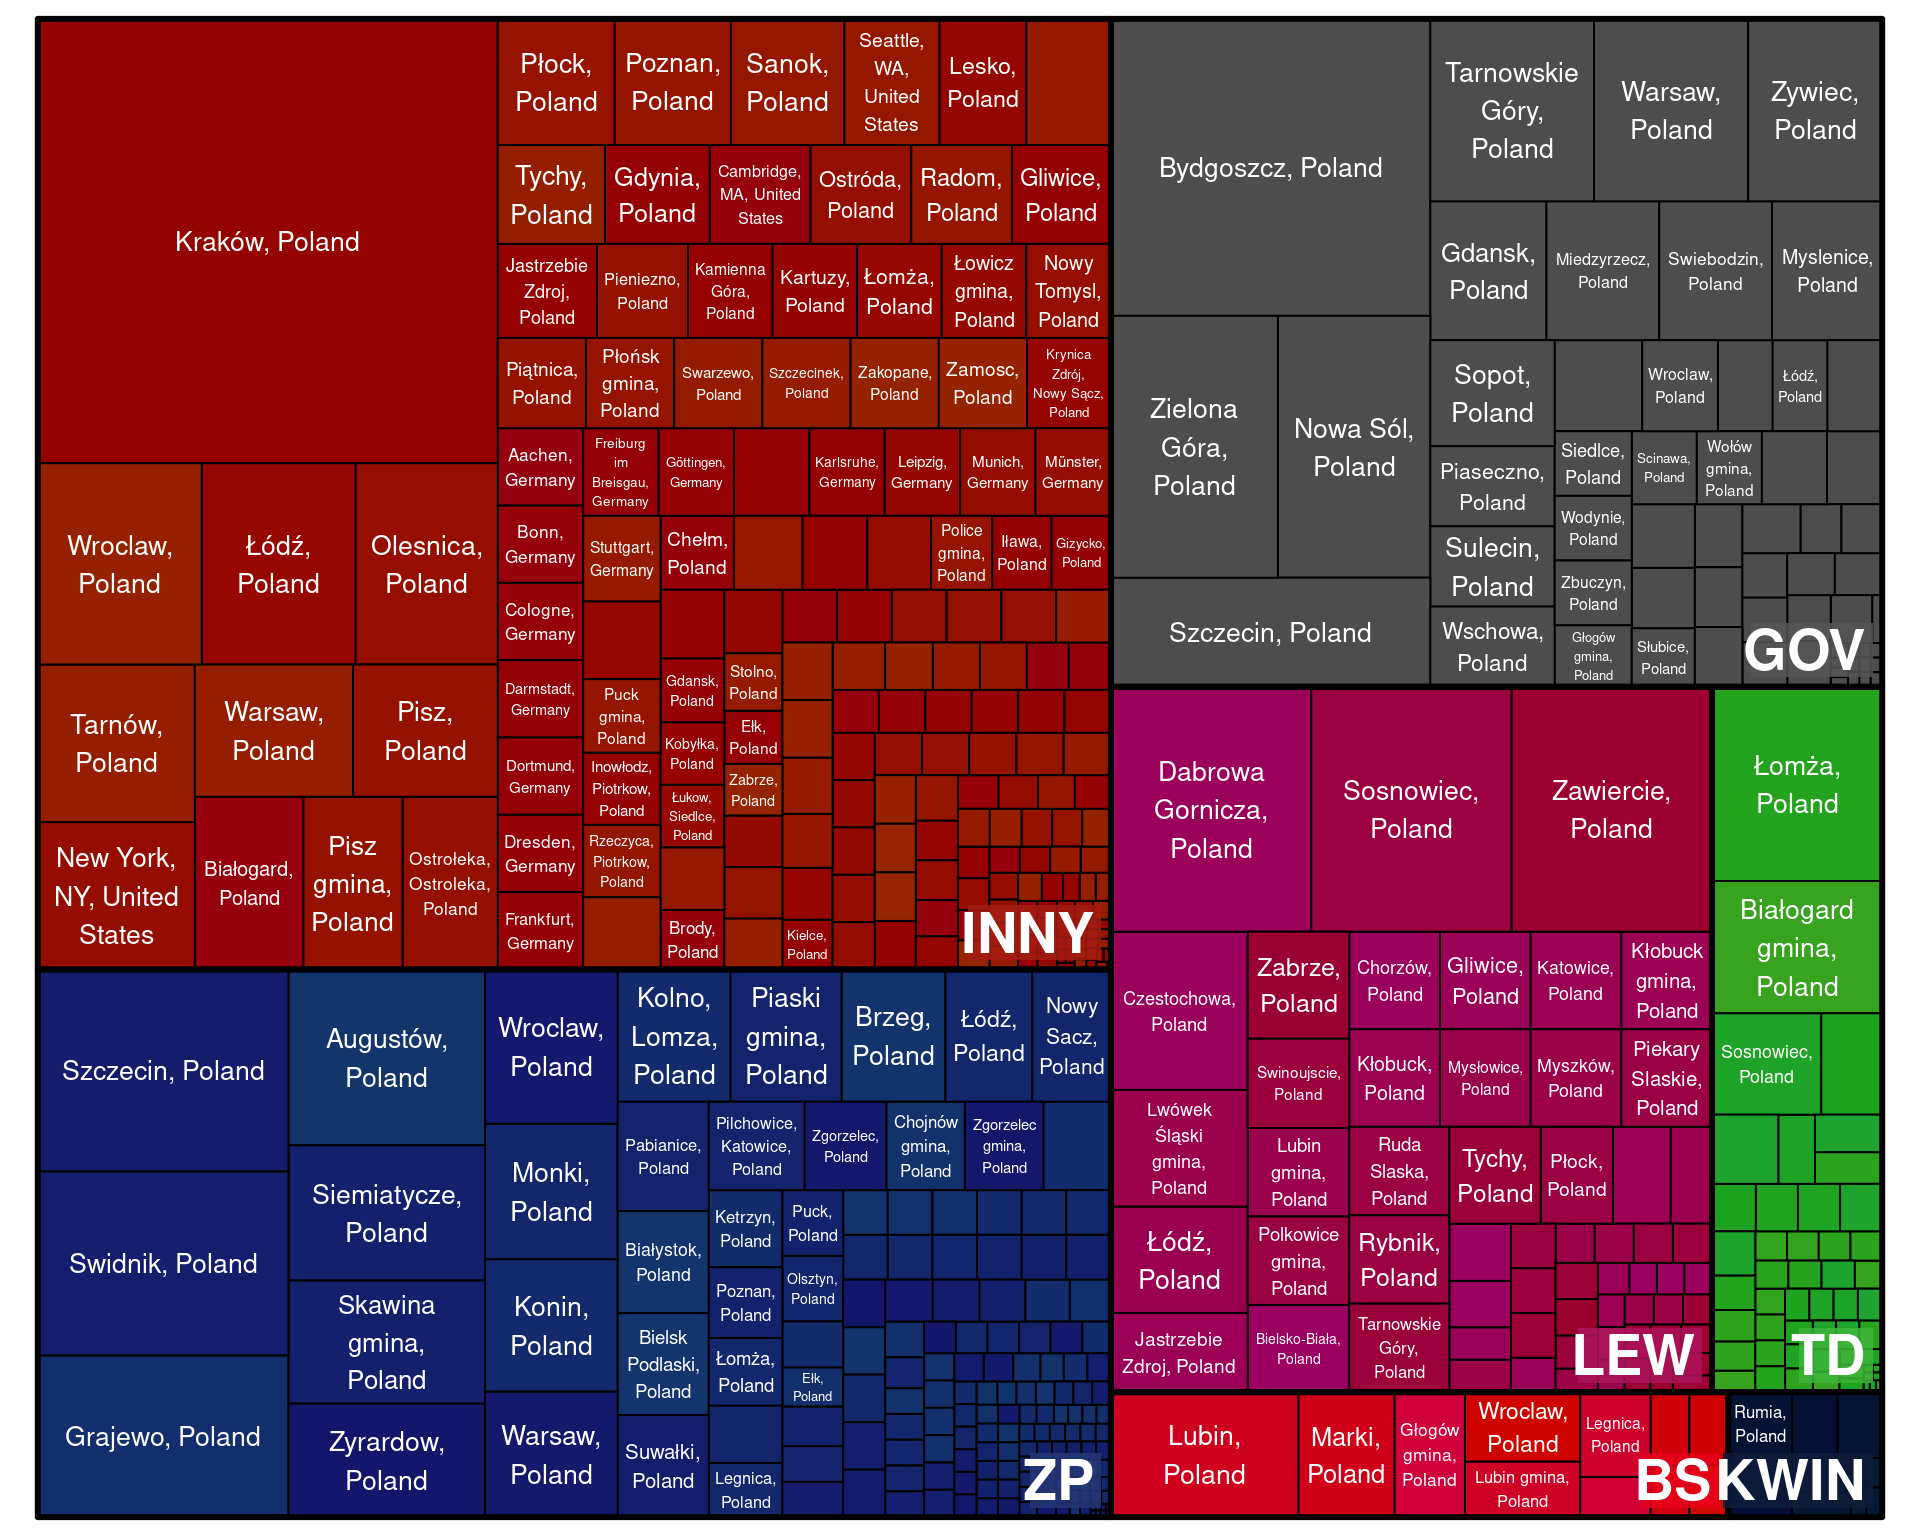 Kraków, Poland
Wroclaw,
Poland
Łódź,
Poland
Olesnica,
Poland
Tarnów,
Poland
Warsaw,
Poland
Pisz,
Poland
New York,
NY, United
States
Białogard,
Poland
Pisz
gmina,
Poland
Ostrołeka,
Ostroleka,
Poland
Płock,
Poland
Poznan,
Poland
Sanok,
Poland
Seattle,
WA,
United
States
Lesko,
Poland
Tychy,
Poland
Gdynia,
Poland
Cambridge,
MA, United
States
Ostróda,
Poland
Radom,
Poland
Gliwice,
Poland
Jastrzebie
Zdroj,
Poland
Pieniezno,
Poland
Kamienna
Góra,
Poland
Kartuzy,
Poland
Łomża,
Poland
Łowicz
gmina,
Poland
Nowy
Tomysl,
Poland
Piątnica,
Poland
Płońsk
gmina,
Poland
Swarzewo,
Poland
Szczecinek,
Poland
Zakopane,
Poland
Zamosc,
Poland
Krynica
Zdrój,
Nowy Sącz,
Poland
Aachen,
Germany
Freiburg
im
Breisgau,
Germany
Göttingen,
Germany
Karlsruhe,
Germany
Leipzig,
Germany
Munich,
Germany
Münster,
Germany
Bonn,
Germany
Stuttgart,
Germany
Chełm,
Poland
Police
gmina,
Poland
Iława,
Poland
Gizycko,
Poland
Cologne,
Germany
Darmstadt,
Germany
Puck
gmina,
Poland
Gdansk,
Poland
Stolno,
Poland
Ełk,
Poland
Dortmund,
Germany
Inowłodz,
Piotrkow,
Poland
Kobyłka,
Poland
Zabrze,
Poland
Łukow,
Siedlce,
Poland
Dresden,
Germany
Rzeczyca,
Piotrkow,
Poland
Frankfurt,
Germany
Brody,
Poland
Kielce,
Poland
INNY
Bydgoszcz, Poland
Zielona
Góra,
Poland
Nowa Sól,
Poland
Szczecin, Poland
Tarnowskie
Góry,
Poland
Warsaw,
Poland
Zywiec,
Poland
Gdansk,
Poland
Miedzyrzecz,
Poland
Swiebodzin,
Poland
Myslenice,
Poland
Sopot,
Poland
Wroclaw,
Poland
Łódź,
Poland
Piaseczno,
Poland
Siedlce,
Poland
Scinawa,
Poland
Wołów
gmina,
Poland
Sulecin,
Poland
Wodynie,
Poland
Zbuczyn,
Poland
Wschowa,
Poland
Głogów
gmina,
Poland
Słubice,
Poland
GOV
Szczecin, Poland
Swidnik, Poland
Grajewo, Poland
Augustów,
Poland
Siemiatycze,
Poland
Skawina
gmina,
Poland
Zyrardow,
Poland
Wroclaw,
Poland
Monki,
Poland
Konin,
Poland
Warsaw,
Poland
Kolno,
Lomza,
Poland
Piaski
gmina,
Poland
Brzeg,
Poland
Łódź,
Poland
Nowy
Sacz,
Poland
Pabianice,
Poland
Pilchowice,
Katowice,
Poland
Zgorzelec,
Poland
Chojnów
gmina,
Poland
Zgorzelec
gmina,
Poland
Białystok,
Poland
Ketrzyn,
Poland
Puck,
Poland
Poznan,
Poland
Olsztyn,
Poland
Bielsk
Podlaski,
Poland
Łomża,
Poland
Ełk,
Poland
Suwałki,
Poland
Legnica,
Poland
ZP
Dabrowa
Gornicza,
Poland
Sosnowiec,
Poland
Zawiercie,
Poland
Czestochowa,
Poland
Zabrze,
Poland
Chorzów,
Poland
Gliwice,
Poland
Katowice,
Poland
Kłobuck
gmina,
Poland
Swinoujscie,
Poland
Kłobuck,
Poland
Mysłowice,
Poland
Myszków,
Poland
Piekary
Slaskie,
Poland
Lwówek
Śląski
gmina,
Poland
Lubin
gmina,
Poland
Ruda
Slaska,
Poland
Tychy,
Poland
Płock,
Poland
Łódź,
Poland
Polkowice
gmina,
Poland
Rybnik,
Poland
Jastrzebie
Zdroj, Poland
Bielsko-Biała,
Poland
Tarnowskie
Góry,
Poland
LEW
Łomża,
Poland
Białogard
gmina,
Poland
Sosnowiec,
Poland
TD
Lubin,
Poland
Marki,
Poland
Głogów
gmina,
Poland
Wroclaw,
Poland
Lubin gmina,
Poland
Legnica,
Poland
BS
Rumia,
Poland
KWIN